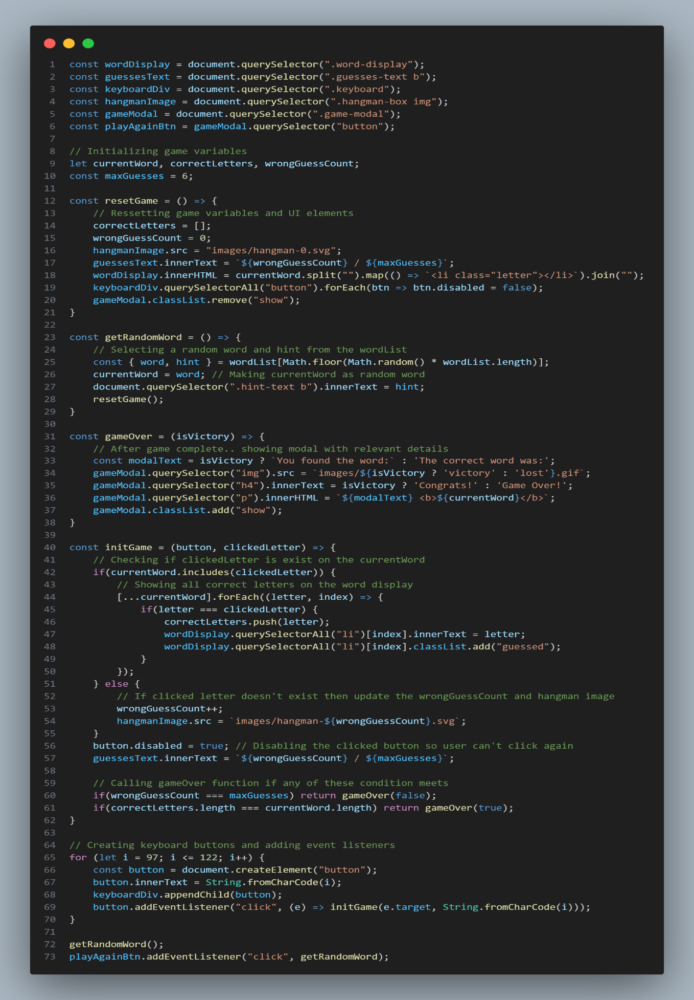 1 const wordDisplay = document.querySelector(".word-display");
2 const guessesText = document.querySelector(".guesses-text b");
3 const keyboardDiv = document.querySelector(".keyboard");
4 const hangmanImage = document.querySelector(".hangman-box img");
5 const gameModal = document.querySelector(".game-modal");
6 const playAgainBtn = gameModal.querySelector("button");
7
8 // Initializing game variables
9 let currentWord, correctLetters, wrongGuessCount;
10 const maxGuesses = 6;
11
12 const resetGame = () => {
13     // Ressetting game variables and UI elements
14     correctLetters = [];
15     wrongGuessCount = 0;
16     hangmanImage.src = "images/hangman-0.svg";
17     guessesText.innerText = `${wrongGuessCount} / ${maxGuesses}`;
18     wordDisplay.innerHTML = currentWord.split("").map(() => `<li class="letter"></li>`).join("");
19     keyboardDiv.querySelectorAll("button").forEach(btn => btn.disabled = false);
20     gameModal.classList.remove("show");
21 }
22
23 const getRandomWord = () => {
24     // Selecting a random word and hint from the wordList
25     const { word, hint } = wordList[Math.floor(Math.random() * wordList.length)];
26     currentWord = word; // Making currentWord as random word
27     document.querySelector(".hint-text b").innerText = hint;
28     resetGame();
29 }
30
31 const gameOver = (isVictory) => {
32     // After game complete.. showing modal with relevant details
33     const modalText = isVictory ? `You found the word:` : 'The correct word was:';
34     gameModal.querySelector("img").src = `images/${isVictory ? 'victory' : 'lost'}.gif`;
35     gameModal.querySelector("h4").innerText = isVictory ? 'Congrats!' : 'Game Over!';
36     gameModal.querySelector("p").innerHTML = `${modalText} <b>${currentWord}</b>`;
37     gameModal.classList.add("show");
38 }
39
40 const initGame = (button, clickedLetter) => {
41     // Checking if clickedLetter is exist on the currentWord
42     if(currentWord.includes(clickedLetter)) {
43         // Showing all correct letters on the word display
44         [...currentWord].forEach((letter, index) => {
45             if(letter === clickedLetter) {
46                 correctLetters.push(letter);
47                 wordDisplay.querySelectorAll("li")[index].innerText = letter;
48                 wordDisplay.querySelectorAll("li")[index].classList.add("guessed");
49             }
50         });
51     } else {
52         // If clicked letter doesn't exist then update the wrongGuessCount and hangman image
53         wrongGuessCount++;
54         hangmanImage.src = `images/hangman-${wrongGuessCount}.svg`;
55     }
56     button.disabled = true; // Disabling the clicked button so user can't click again
57     guessesText.innerText = `${wrongGuessCount} / ${maxGuesses}`;
58
59     // Calling gameOver function if any of these condition meets
60     if(wrongGuessCount === maxGuesses) return gameOver(false);
61     if(correctLetters.length === currentWord.length) return gameOver(true);
62 }
63
64 // Creating keyboard buttons and adding event listeners
65 for (let i = 97; i <= 122; i++) {
66     const button = document.createElement("button");
67     button.innerText = String.fromCharCode(i);
68     keyboardDiv.appendChild(button);
69     button.addEventListener("click", (e) => initGame(e.target, String.fromCharCode(i)));
70 }
71
72 getRandomWord();
73 playAgainBtn.addEventListener("click", getRandomWord);